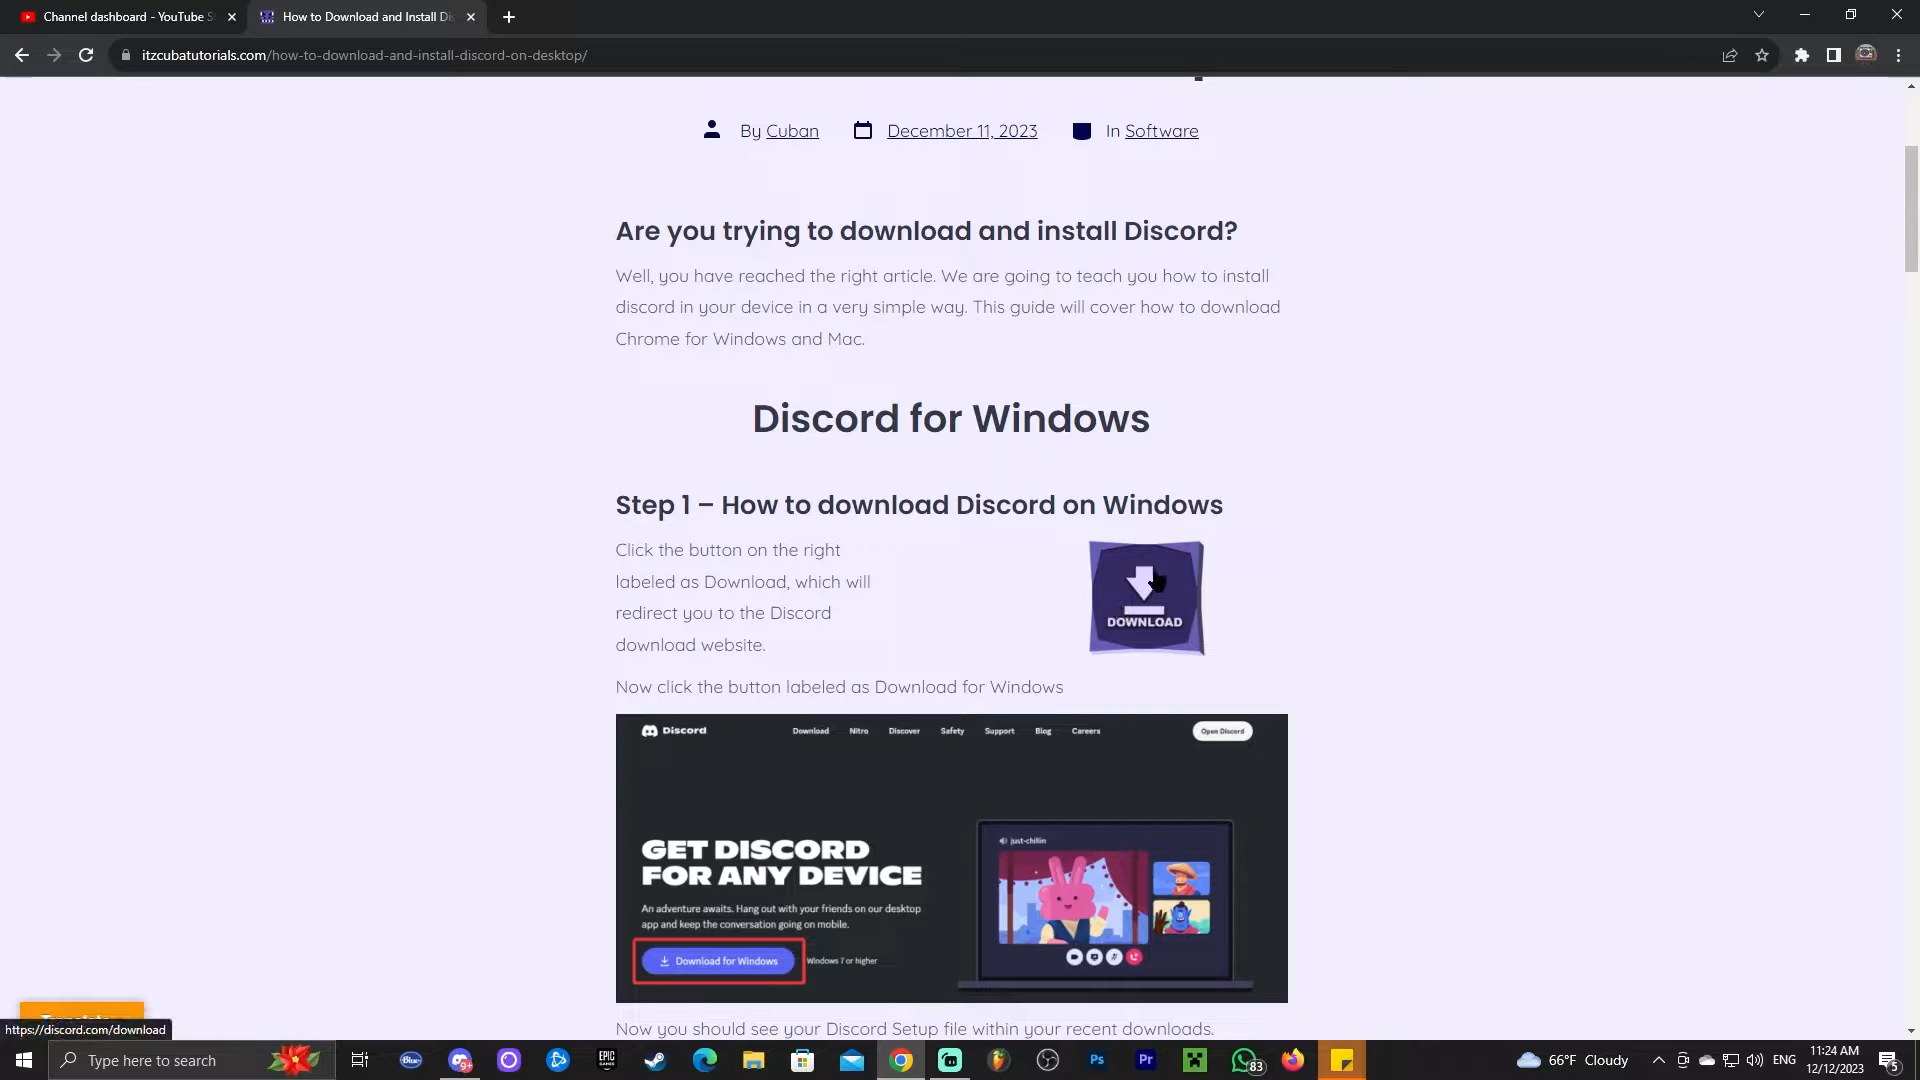 Channel dashboard - YouTube S
How to Download and Install Di
itzcubatutorials.com/how-to-download-and-install-discord-on-desktop/
By Cuban December 11, 2023 In Software
Are you trying to download and install Discord?
Well, you have reached the right article. We are going to teach you how to install
discord in your device in a very simple way. This guide will cover how to download
Chrome for Windows and Mac.
Discord for Windows
Step 1 – How to download Discord on Windows
Click the button on the right
labeled as Download, which will
redirect you to the Discord
download website.
DOWNLOAD
Now click the button labeled as Download for Windows
Discord Download Nitro Discover Safety Support Blog Careers Open Discord
just-chillin
GET DISCORD
FOR ANY DEVICE
An adventure awaits. Hang out with your friends on our desktop
app and keep the conversation going on mobile.
Download for Windows Windows 7 or higher
Now you should see your Discord Setup file within your recent downloads.
https://discord.com/download
Type here to search
Blue
9+
EPIC
GAMES
Ps
Pr
83
66°F Cloudy
ENG
11:24 AM
12/12/2023
5